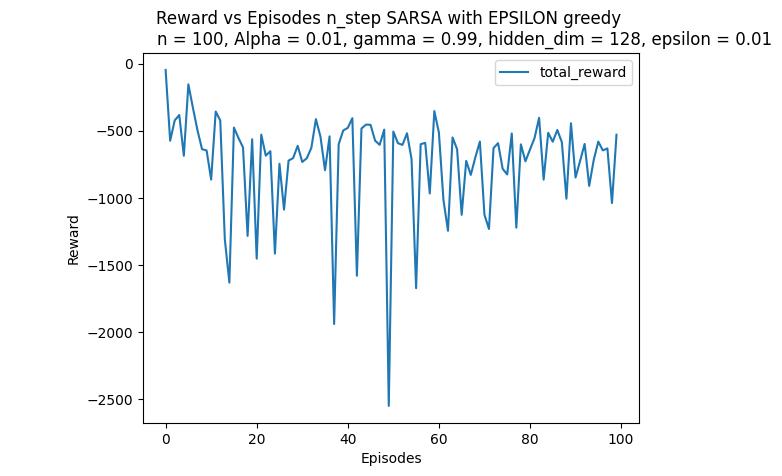 Reward vs Episodes n_step SARSA with EPSILON greedy
n = 100, Alpha = 0.01, gamma = 0.99, hidden_dim = 128, epsilon = 0.01
total_reward
0
−500
−1000
−1500
−2000
−2500
Reward
0 20 40 60 80 100
Episodes